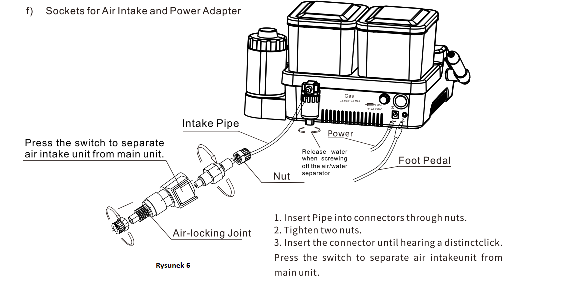 f) Sockets for Air Intake and Power Adapter
Gas
Intake Pipe
Power
Press the switch to separate
air intake unit from main unit.
Release water
when screwing
off the air/water
separator
Foot Pedal
Nut
Air-locking Joint
1. Insert Pipe into connectors through nuts.
2. Tighten two nuts.
3. Insert the connector until hearing a distinctclick.
Press the switch to separate air intakeunit from
main unit.
Rysunek 6